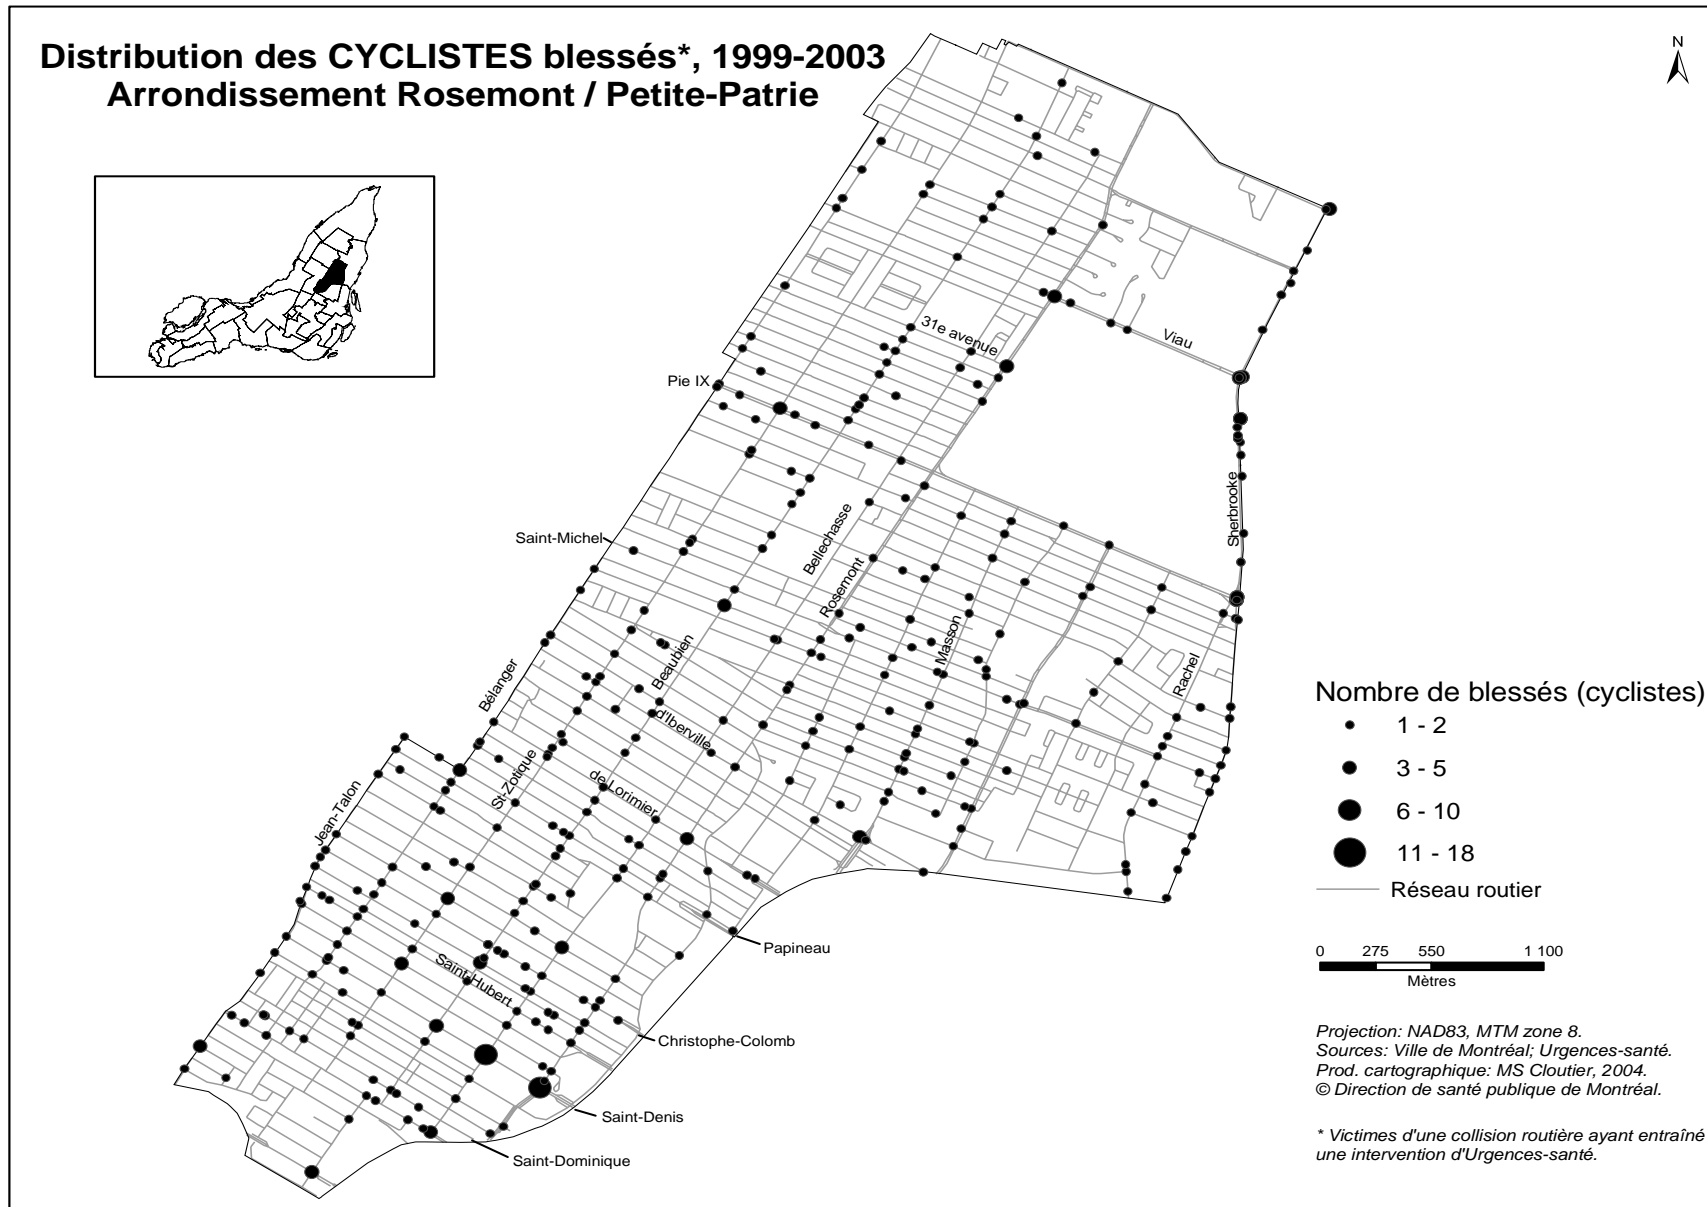 Distribution des CYCLISTES blessés*, 1999-2003
Arrondissement Rosemont / Petite-Patrie
N
31e avenue
Viau
Pie IX
Saint-Michel
Bellechasse
Sherbrooke
Rosemont
Masson
Rachel
Beaubien
Bélanger
d'Iberville
St-Zotique
de Lorimier
Jean-Talon
Papineau
Saint-Hubert
Christophe-Colomb
Saint-Denis
Saint-Dominique
Nombre de blessés (cyclistes)
1 - 2
3 - 5
6 - 10
11 - 18
Réseau routier
0 275 550 1 100
Mètres
Projection: NAD83, MTM zone 8.
Sources: Ville de Montréal; Urgences-santé.
Prod. cartographique: MS Cloutier, 2004.
© Direction de santé publique de Montréal.
* Victimes d'une collision routière ayant entraîné
une intervention d'Urgences-santé.